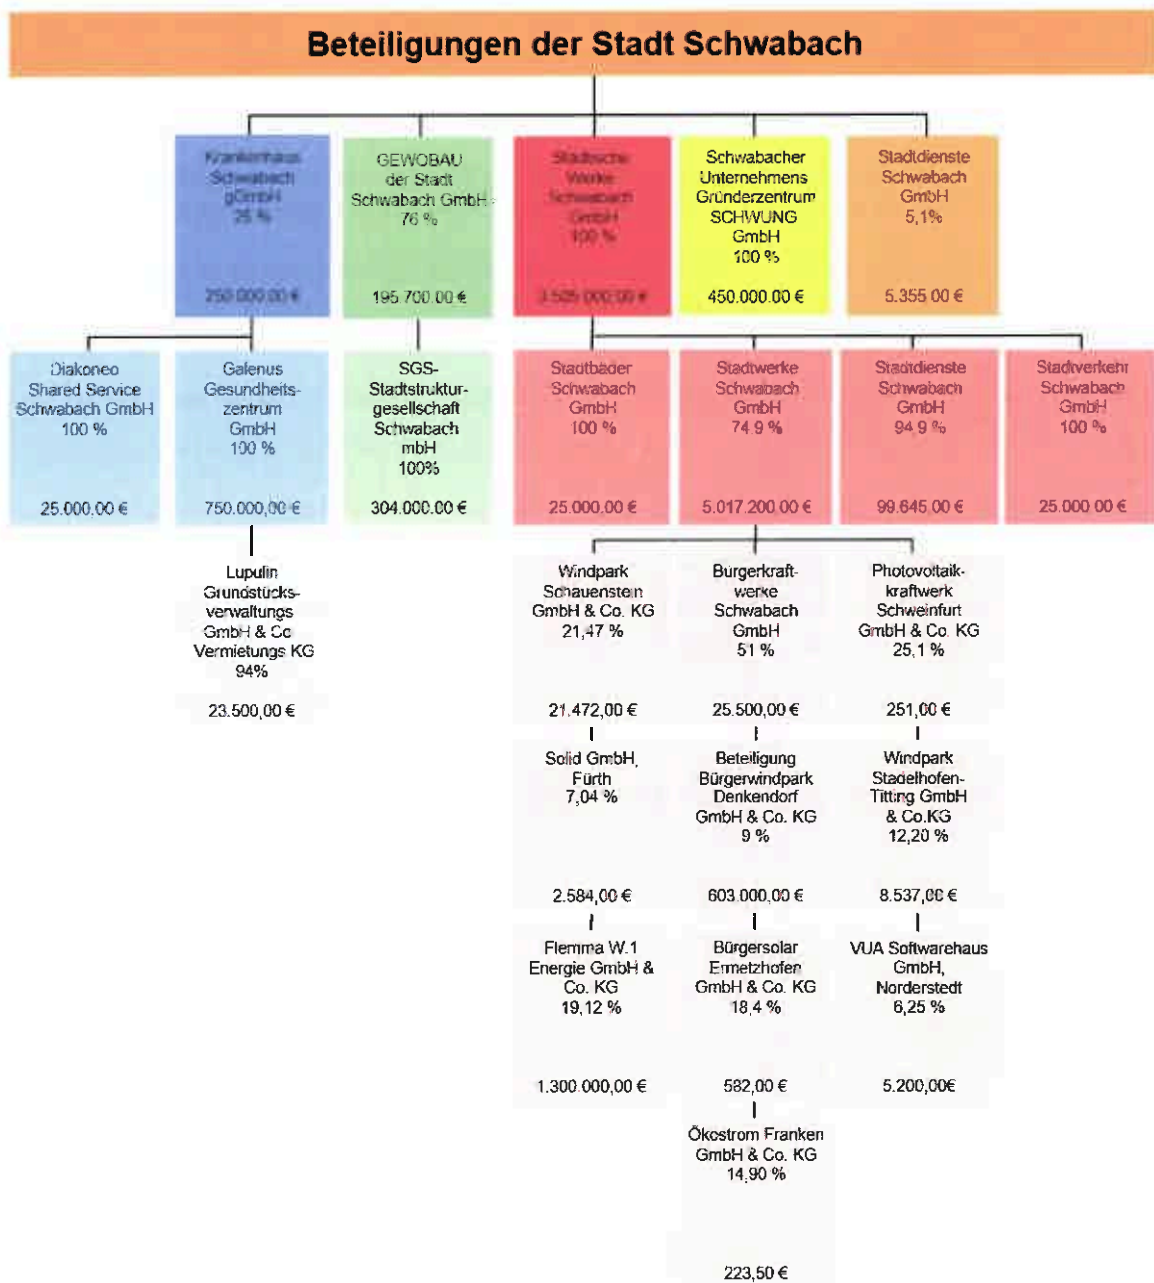 Beteiligungen der Stadt Schwabach
Krankenhaus
Schwabach
gGmbH
25 %
250.000.00 €
GEWOBAU
der Stadt
Schwabach GmbH
76 %
195.700.00 €
Städtische
Werke
Schwabach
GmbH
100 %
000.00 €
Schwabacher
Unternehmens
Gründerzentrum
SCHWUNG
GmbH
100 %
450.000.00 €
Stadtdienste
Schwabach
GmbH
5,1%
5.355 00 €
Diakoneo
Shared Service
Schwabach GmbH
100 %
25.000.00 €
Galenus
Gesundheits-
zentrum
GmbH
100 %
750.000,00 €
SGS-
Stadtstruktur-
gesellschaft
Schwabach
mbH
100%
304.000.00 €
Stadtbäder
Schwabach
GmbH
100 %
25.000,00 €
Stadtwerke
Schwabach
GmbH
74.9 %
5.017.200,00 €
Stadtdienste
Schwabach
GmbH
94,9 %
99.645,00 €
Stadtverkehr
Schwabach
GmbH
100 %
25.000 00 €
Lupulin
Grundstücks-
verwaltungs
GmbH & Co
Vermietungs KG
94%
23.500,00 €
Windpark
Schauenstein
GmbH & Co. KG
21,47 %
21.472,00 €
Bürgerkraft-
werke
Schwabach
GmbH
51 %
25.500,00 €
Photovoltaik-
kraftwerk
Schweinfurt
GmbH & Co. KG
25,1 %
251,00 €
Solid GmbH,
Fürth
7,04 %
2.584,00 €
Beteiligung
Bürgerwindpark
Denkendorf
GmbH & Co. KG
9 %
603.000,00 €
Windpark
Stadelhofen-
Titting GmbH
& Co.KG
12,20 %
8.537,00 €
Flemma W.1
Energie GmbH &
Co. KG
19,12 %
1.300.000,00 €
Bürgersolar
Ermetzhofen
GmbH & Co. KG
18,4 %
582,00 €
VUA Softwarehaus
GmbH,
Norderstedt
6,25 %
5.200,00€
Ökostrom Franken
GmbH & Co. KG
14,90 %
223,50 €